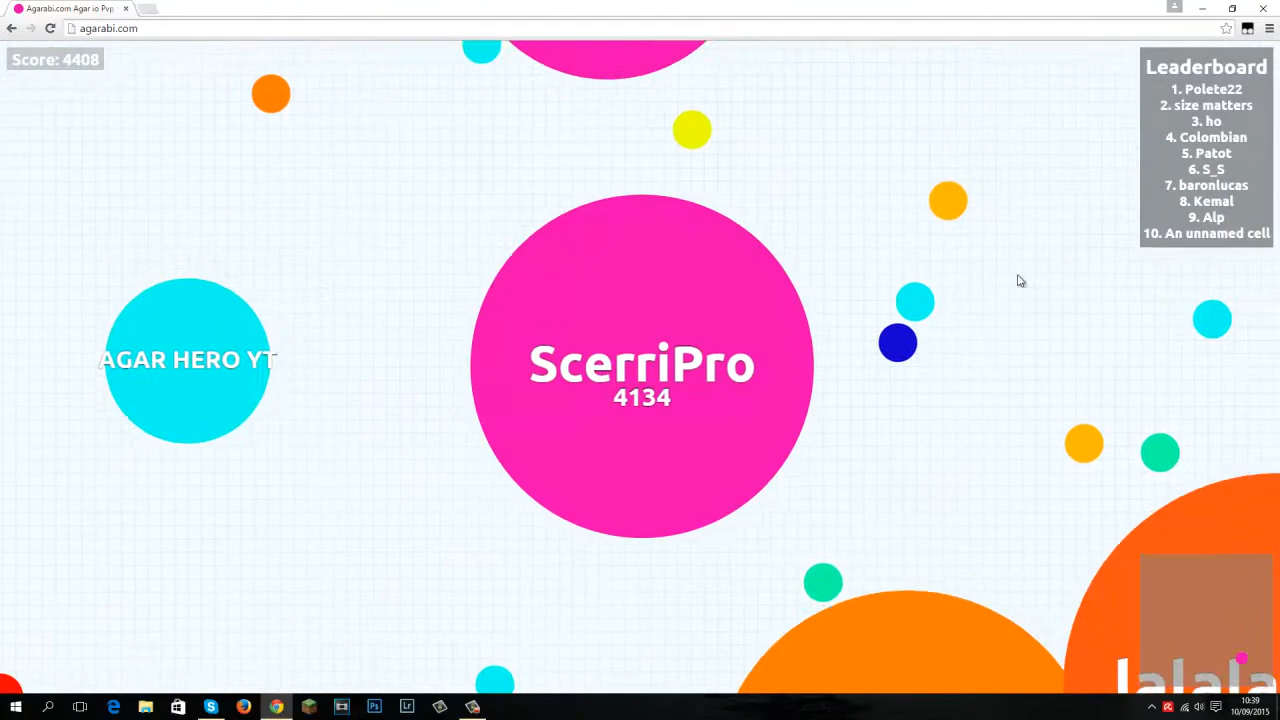 Agarabi.com Agar io Pvp
agarabi.com
Score: 4408
Leaderboard
1. Polete22
2. size matters
3. ho
4. Colombian
5. Patot
6. S_S
7. baronlucas
8. Kemal
9. Alp
10. An unnamed cell
AGAR HERO YT
ScerriPro
4134
lalala
10:39
10/09/2015